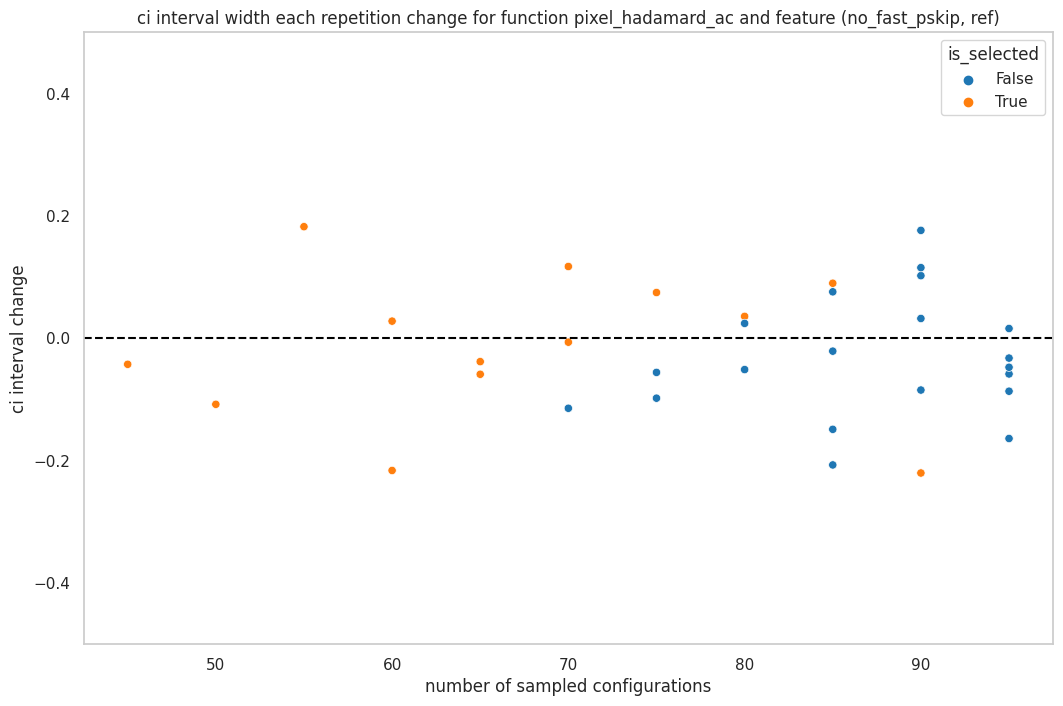 ci interval width each repetition change for function pixel_hadamard_ac and feature (no_fast_pskip, ref)
is_selected
False
True
0.4
0.2
0.0
−0.2
−0.4
ci interval change
50 60 70 80 90
number of sampled configurations